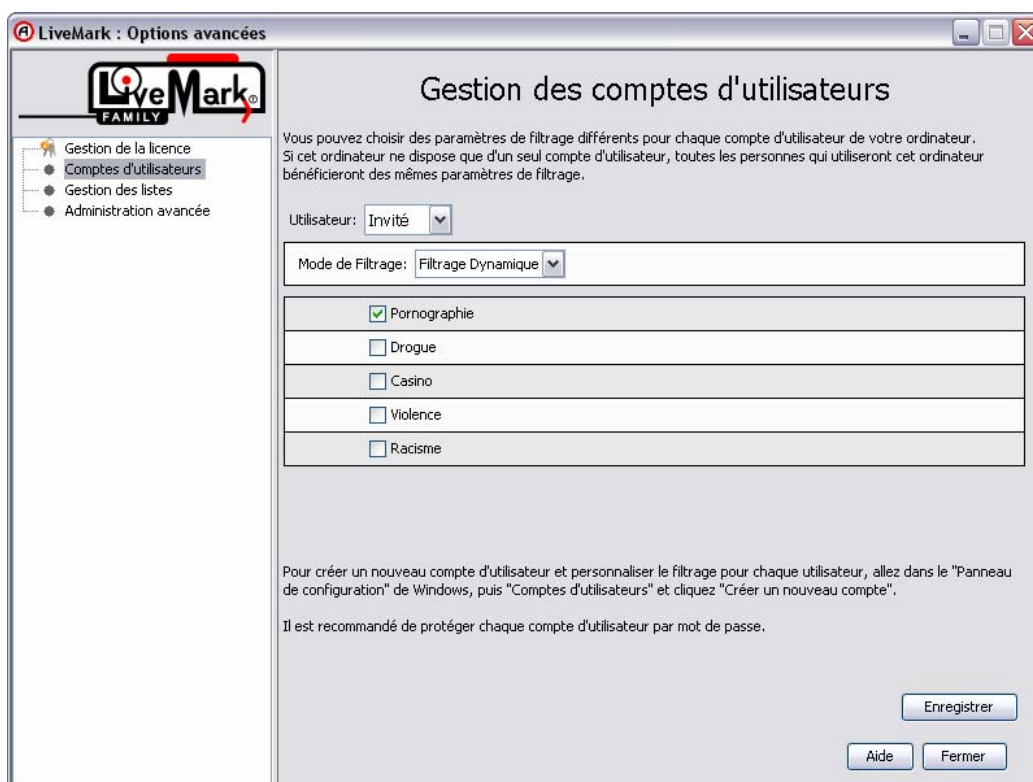 LiveMark : Options avancées
LiveMark
FAMILY
Gestion de la licence
Comptes d'utilisateurs
Gestion des listes
Administration avancée
Gestion des comptes d'utilisateurs
Vous pouvez choisir des paramètres de filtrage différents pour chaque compte d'utilisateur de votre ordinateur.
Si cet ordinateur ne dispose que d'un seul compte d'utilisateur, toutes les personnes qui utiliseront cet ordinateur
bénéficieront des mêmes paramètres de filtrage.
Utilisateur: Invité
Mode de Filtrage: Filtrage Dynamique
Pornographie
Drogue
Casino
Violence
Racisme
Pour créer un nouveau compte d'utilisateur et personnaliser le filtrage pour chaque utilisateur, allez dans le "Panneau
de configuration" de Windows, puis "Comptes d'utilisateurs" et cliquez "Créer un nouveau compte".
Il est recommandé de protéger chaque compte d'utilisateur par mot de passe.
Enregistrer
Aide Fermer